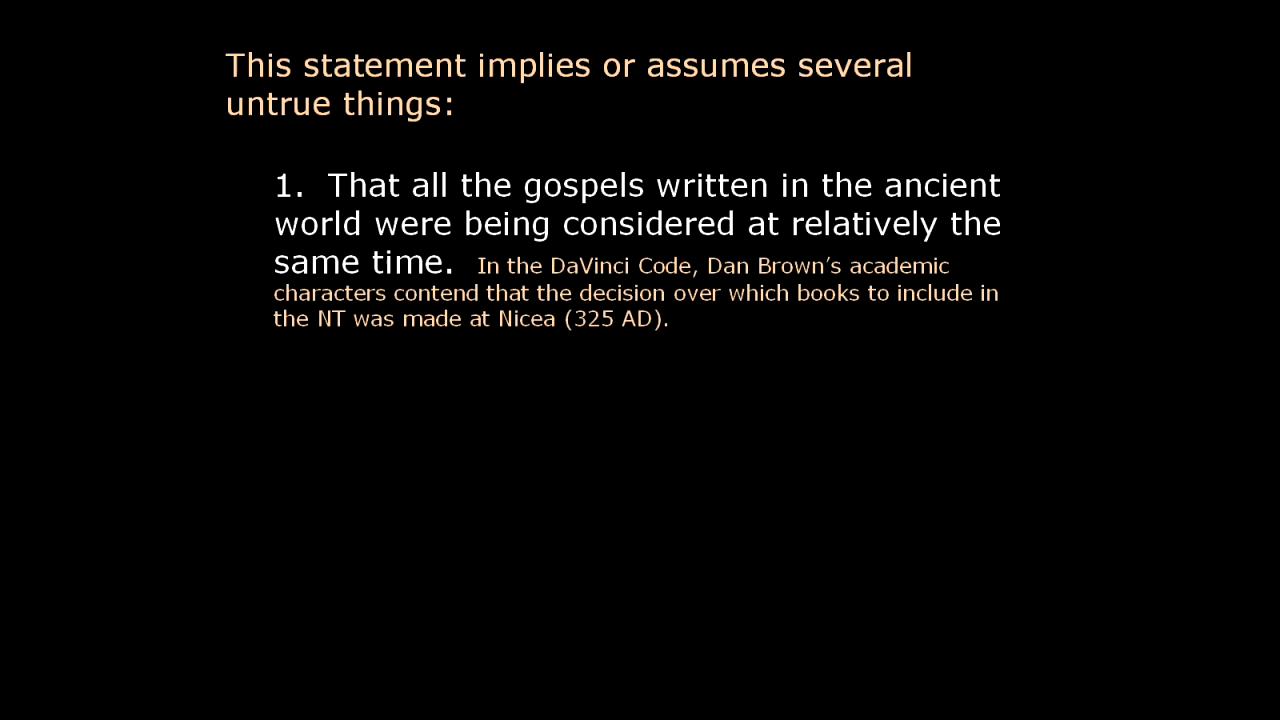 This statement implies or assumes several
untrue things:
1. That all the gospels written in the ancient
world were being considered at relatively the
same time. In the DaVinci Code, Dan Brown’s academic
characters contend that the decision over which books to include in
the NT was made at Nicea (325 AD).